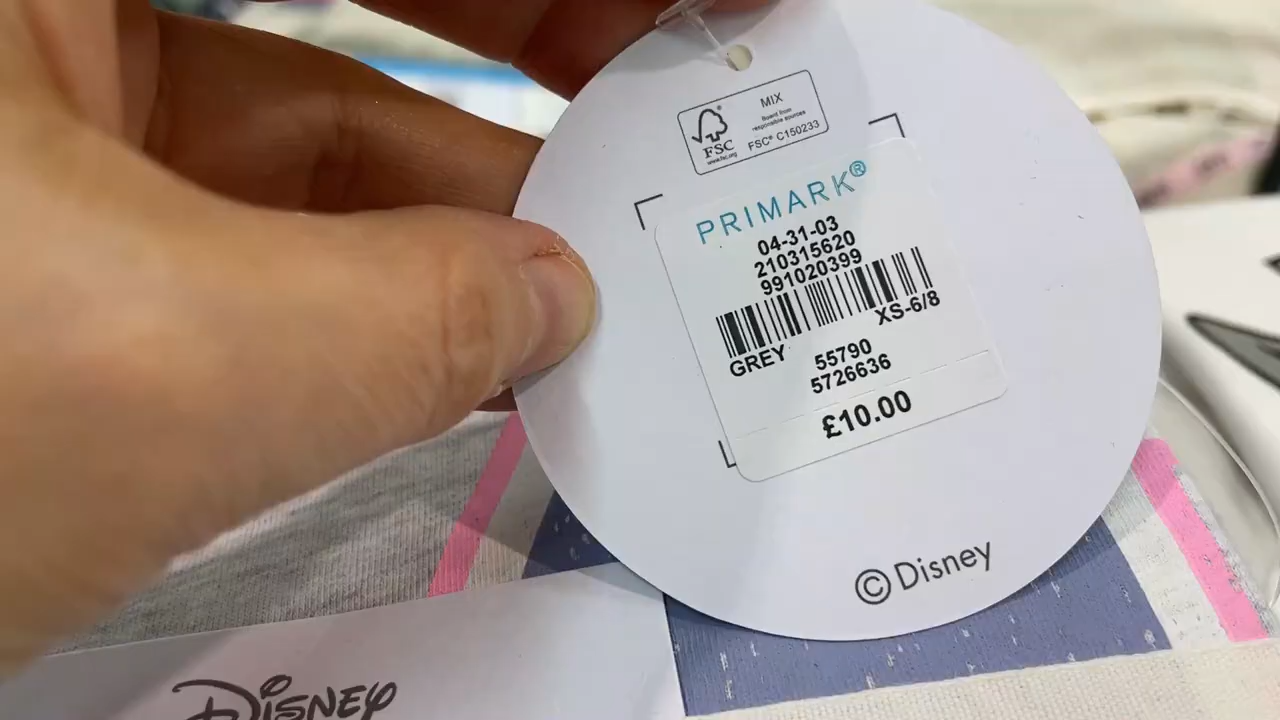 MIX
Board from
responsible sources
FSC® C150233
FSC
www.fsc.org
PRIMARK®
04-31-03
210315620
991020399
XS-6/8
GREY
55790
5726636
£10.00
©Disney
Disney